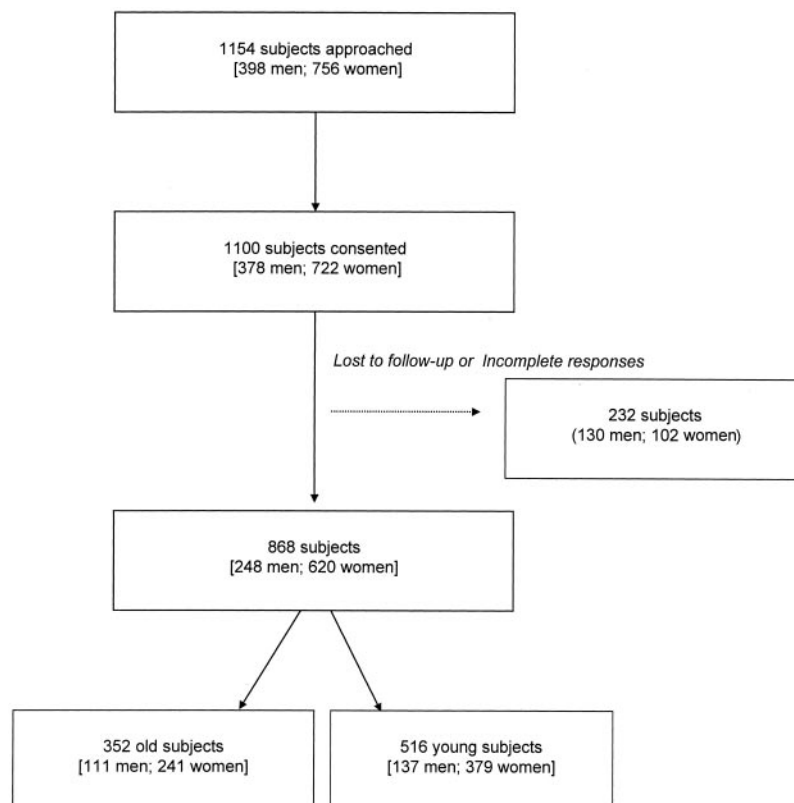 1154 subjects approached
[398 men; 756 women]
1100 subjects consented
[378 men; 722 women]
Lost to follow-up or Incomplete responses
232 subjects
(130 men; 102 women)
868 subjects
[248 men; 620 women]
352 old subjects
[111 men; 241 women]
516 young subjects
[137 men; 379 women]